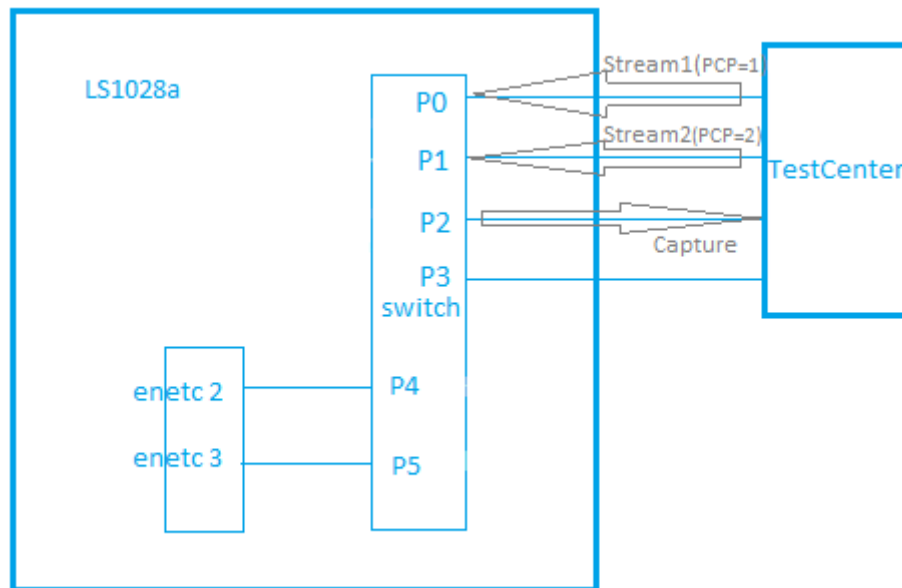 LS1028a
P0
P1
P2
P3
switch
P4
P5
enetc 2
enetc 3
Stream1(PCP=1)
Stream2(PCP=2)
Capture
TestCenter